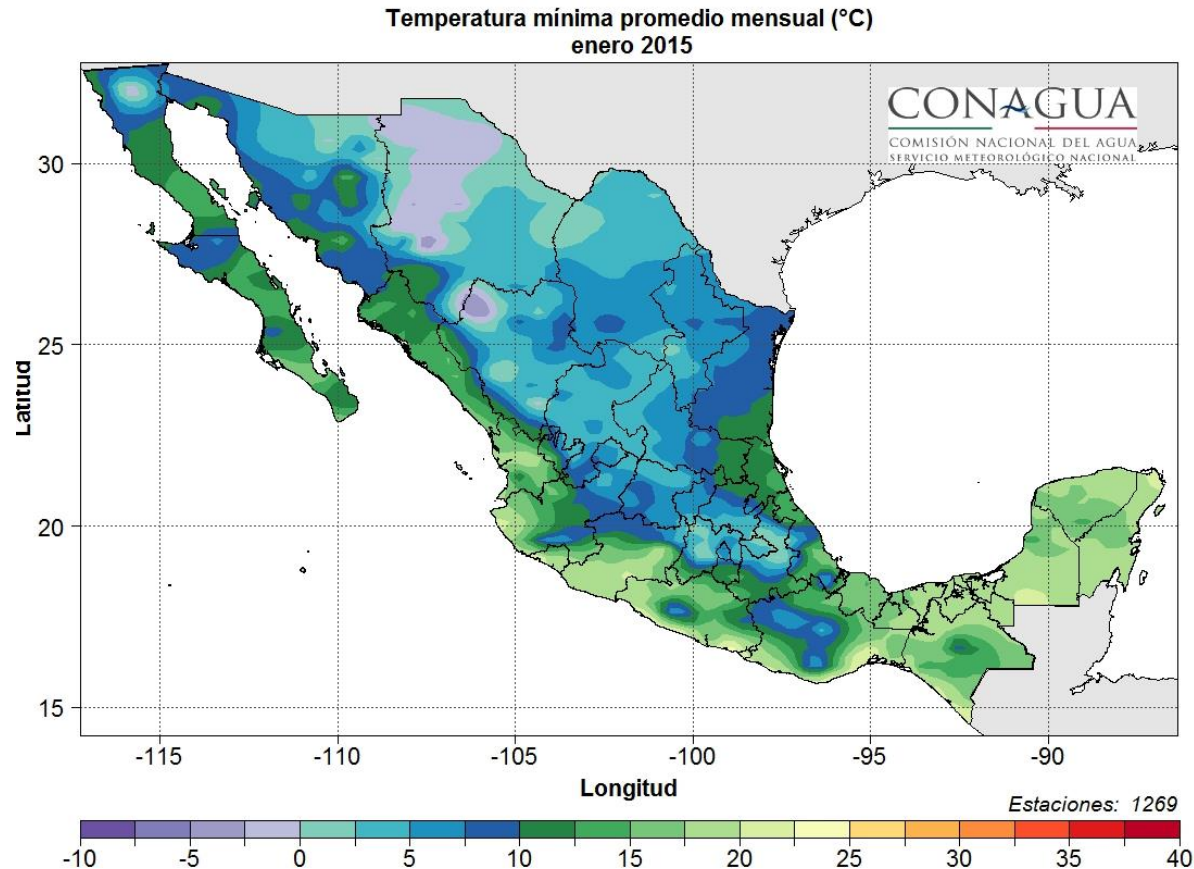 Temperatura mínima promedio mensual (°C)
enero 2015
CONAGUA
COMISIÓN NACIONAL DEL AGUA
SERVICIO METEOROLÓGICO NACIONAL
30
25
20
15
Latitud
-115 -110 -105 -100 -95 -90
Longitud
Estaciones: 1269
-10 -5 0 5 10 15 20 25 30 35 40